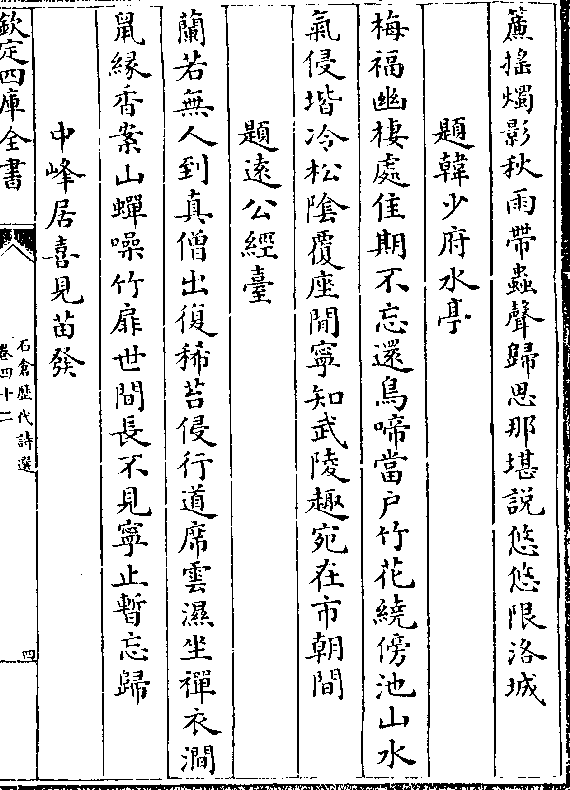 簾搖燭影秋雨帶蟲聲歸思那堪説悠悠限洛城
題韓少府水亭
梅福幽棲處佳期不忘還鳥啼當户竹花繞傍池山水
氣侵堦冷松陰覆座間寧知武陵趣宛在市朝間
題逺公經臺
蘭若無人到真僧出復稀苔侵行道席雲濕坐禪衣澗
鼠縁香案山蟬噪竹扉世間長不見寧止暫忘歸
中峰居喜見苗發
欽定四庫全書
石倉歷代詩選
卷四十二
四